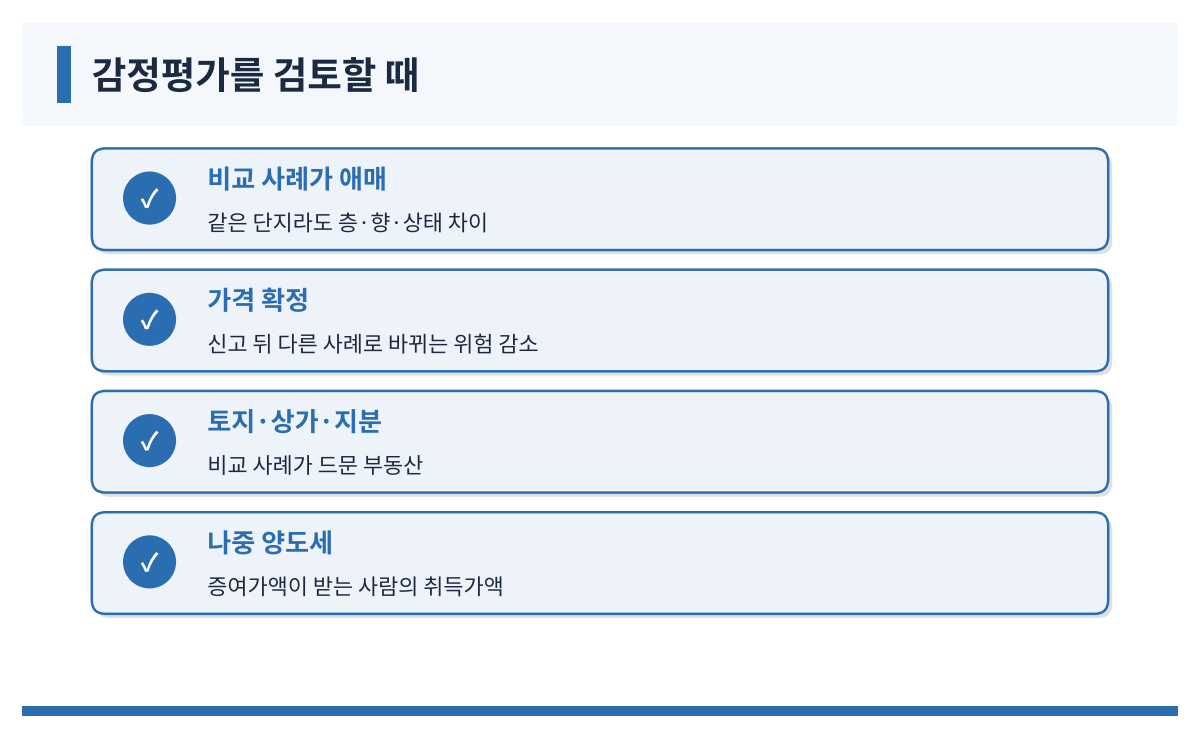 감정평가를 검토할 때
✓
비교 사례가 애매
같은 단지라도 층·향·상태 차이
✓
가격 확정
신고 뒤 다른 사례로 바뀌는 위험 감소
✓
토지·상가·지분
비교 사례가 드문 부동산
✓
나중 양도세
증여가액이 받는 사람의 취득가액